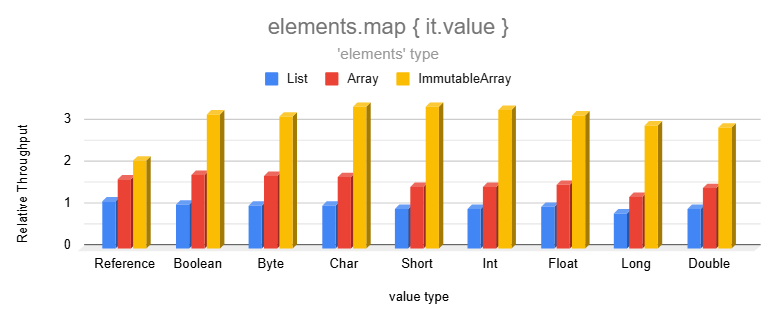 elements.map { it.value }
'elements' type
List Array ImmutableArray
Relative Throughput
3
2
1
0
Reference Boolean Byte Char Short Int Float Long Double
value type